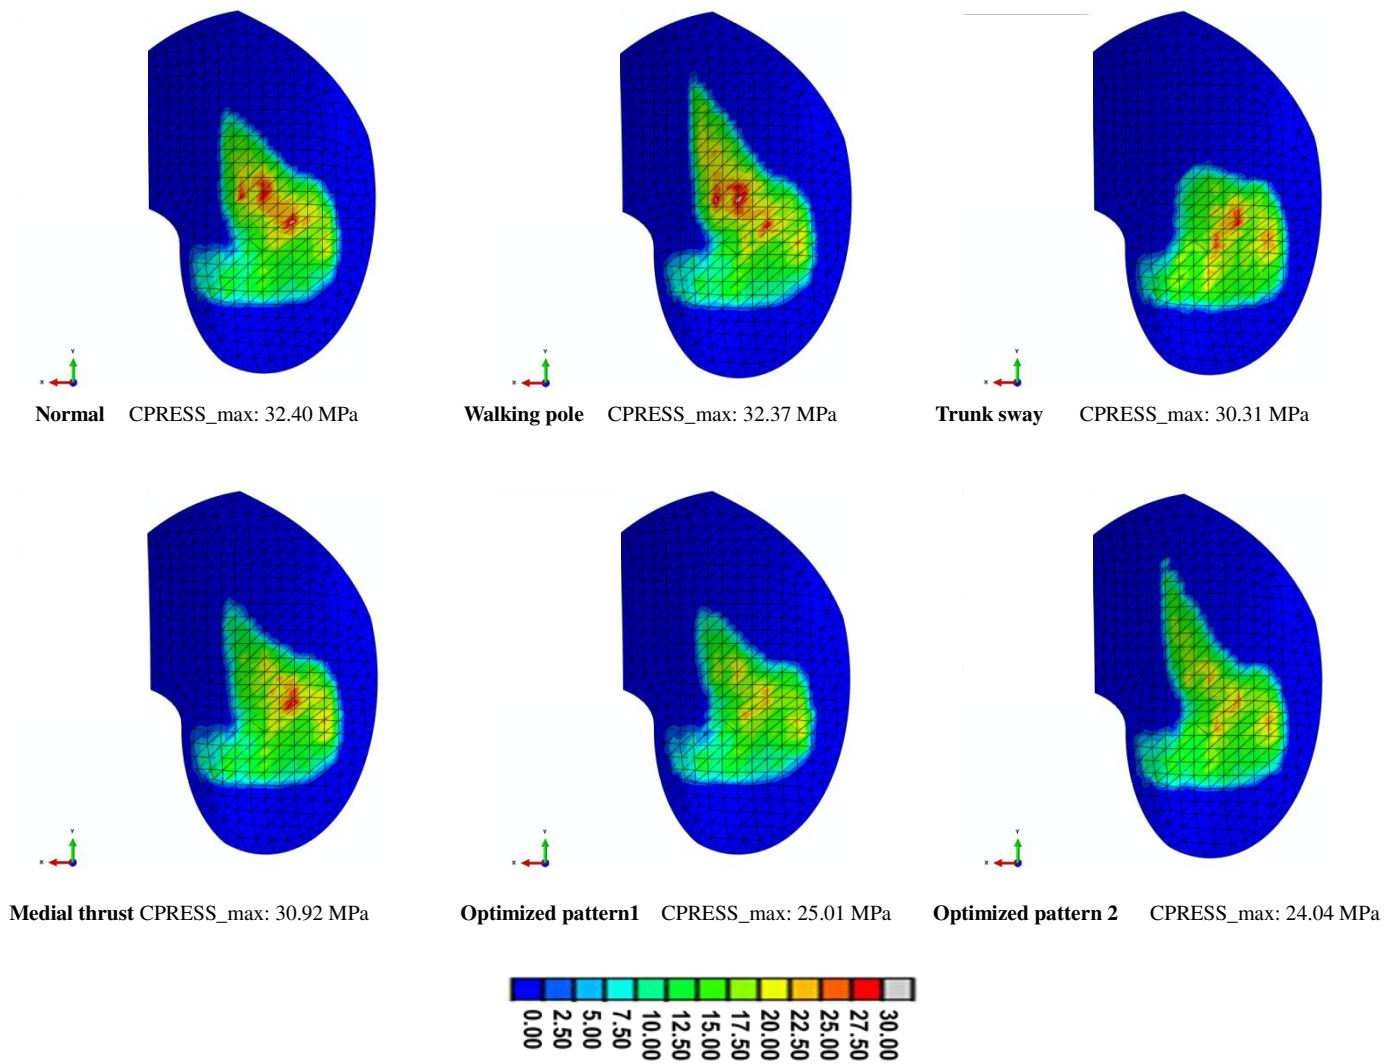 Y
X
Y
X
Y
X
Normal CPRESS_max: 32.40 MPa
Walking pole CPRESS_max: 32.37 MPa
Trunk sway CPRESS_max: 30.31 MPa
Y
X
Y
X
Y
X
Medial thrust CPRESS_max: 30.92 MPa
Optimized pattern1 CPRESS_max: 25.01 MPa
Optimized pattern 2 CPRESS_max: 24.04 MPa
0.00
2.50
5.00
7.50
10.00
12.50
15.00
17.50
20.00
22.50
25.00
27.50
30.00